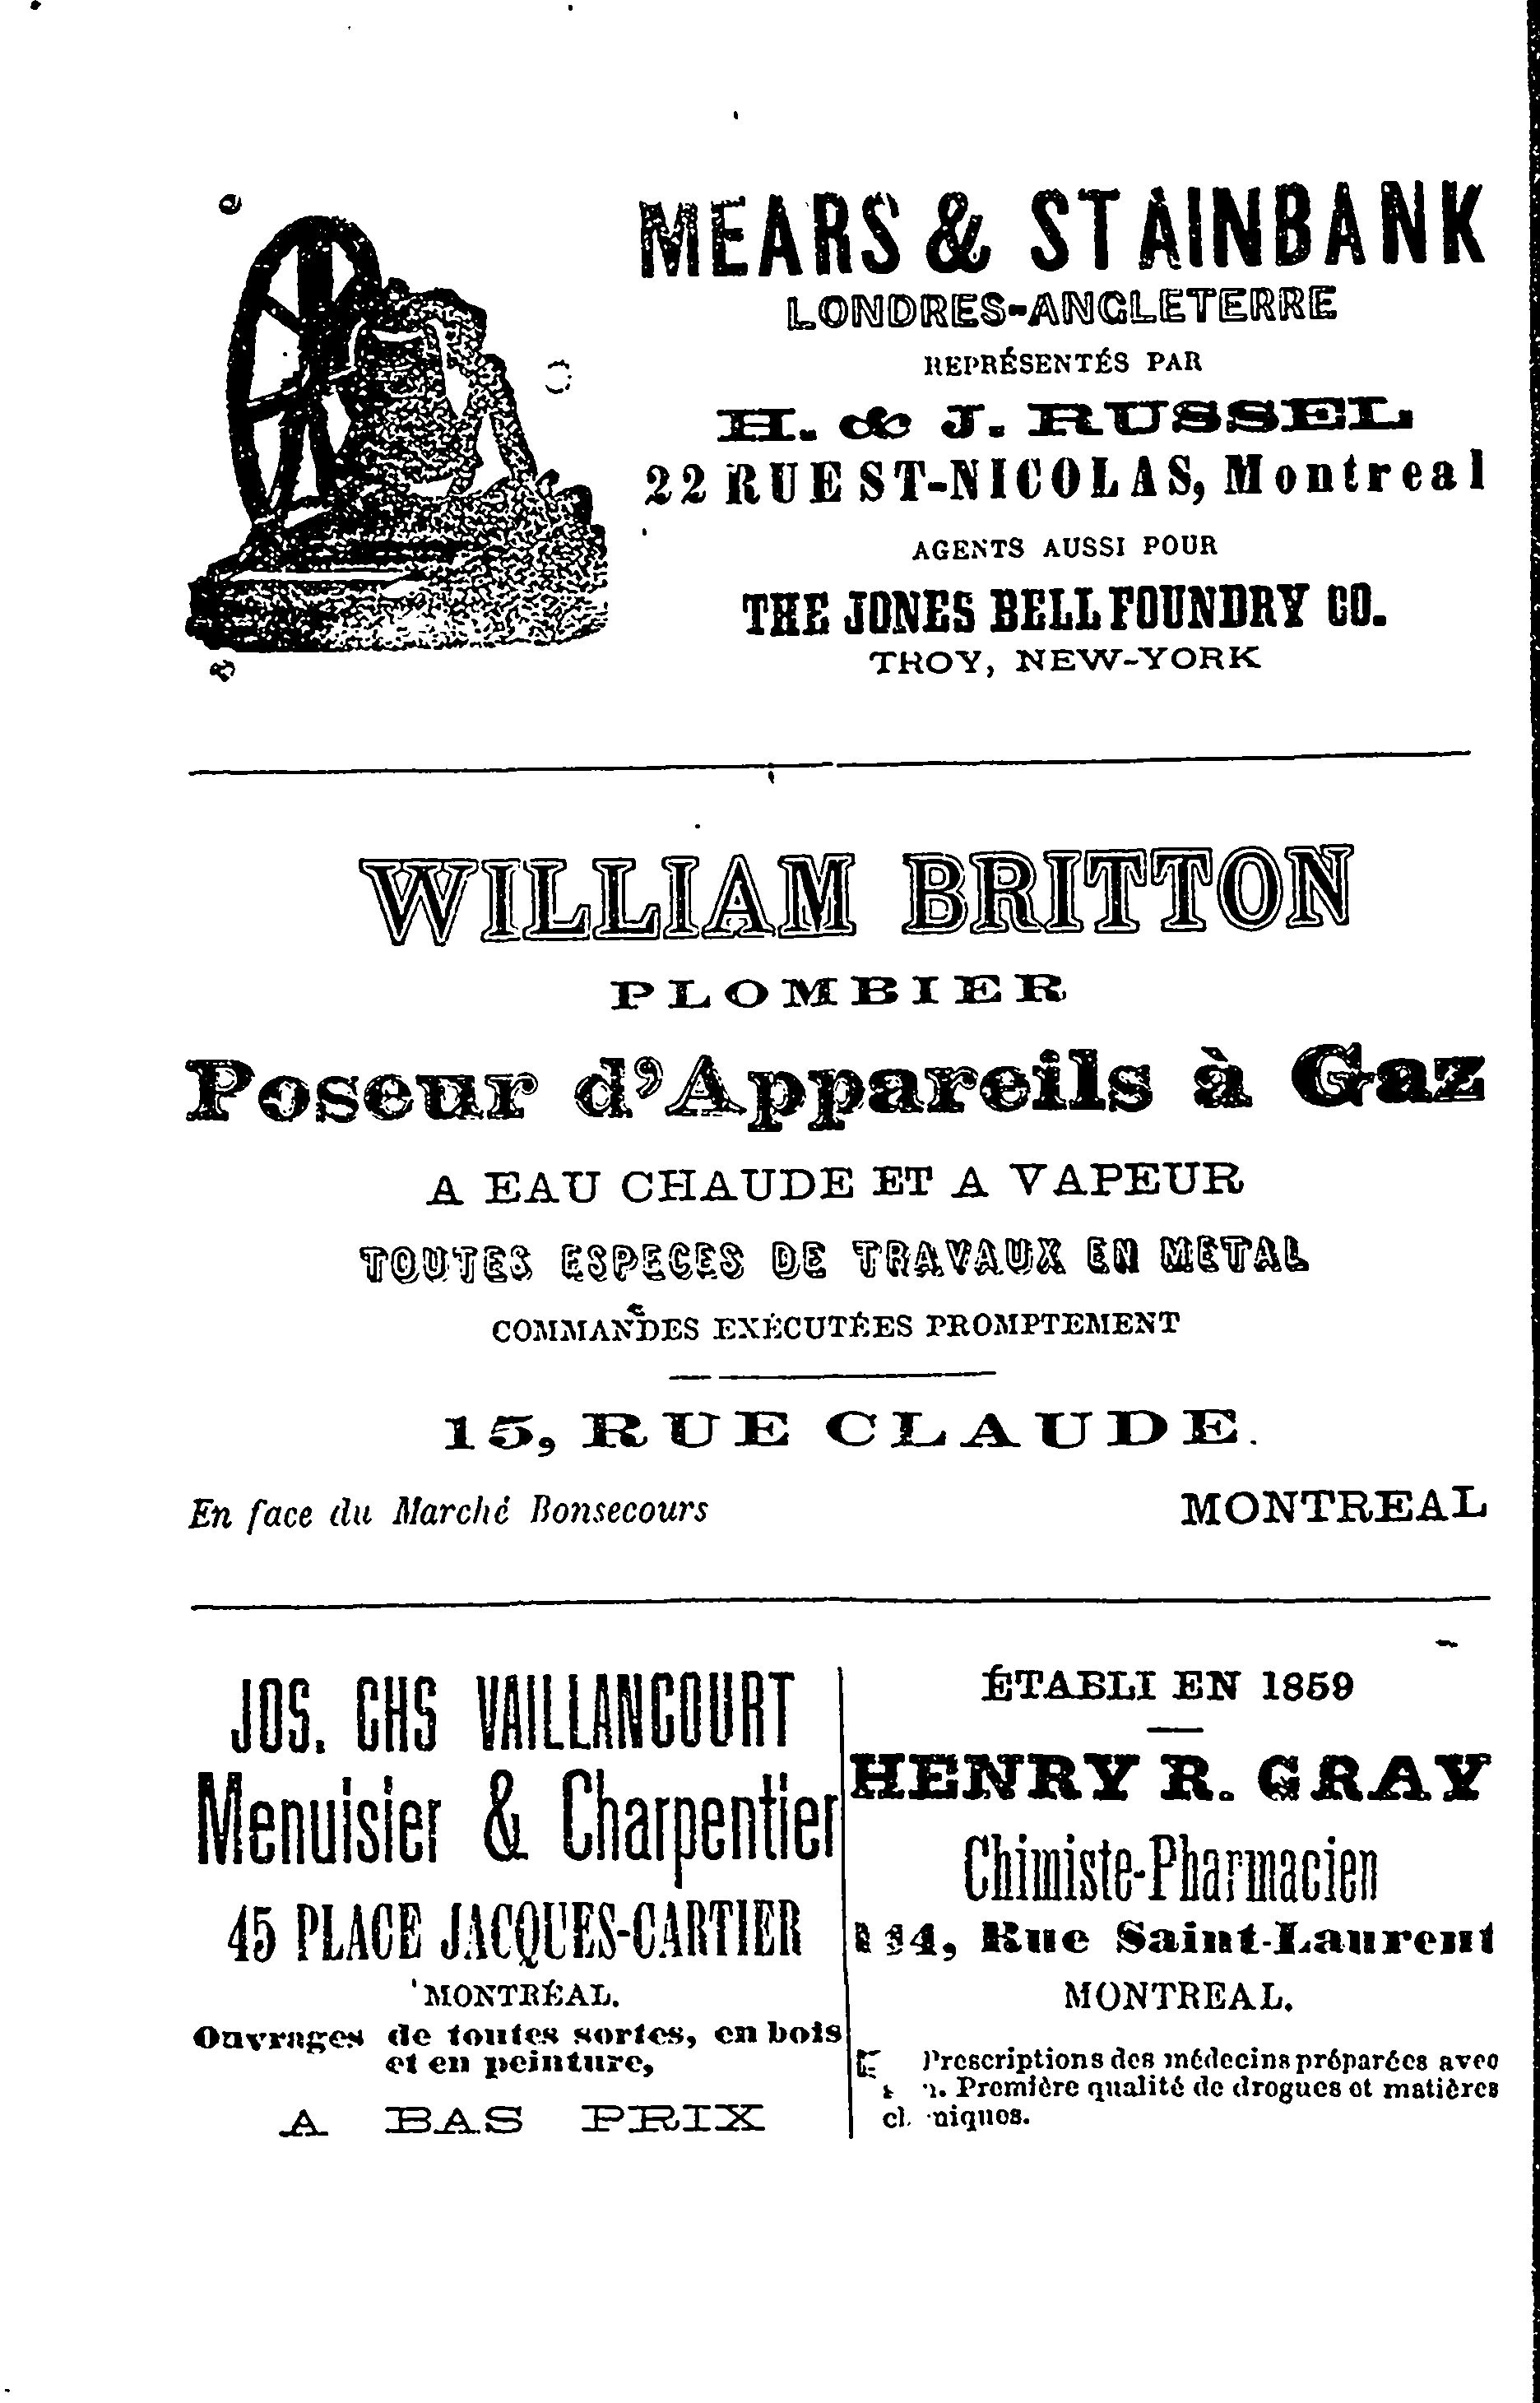 MEARS & STAINBANK
LONDRES-ANGLETERRE
REPRÉSENTÉS PAR
H. & J. RUSSEL
22 RUE ST-NICOLAS, Montreal
AGENTS AUSSI POUR
THE JONES BELL FOUNDRY CO.
TROY, NEW-YORK
WILLIAM BRITTON
PLOMBIER
Poseur d'Appareils à Gaz
A EAU CHAUDE ET A VAPEUR
TOUTES ESPECES DE TRAVAUX EN METAL
COMMANDES EXÉCUTÉES PROMPTEMENT
15, RUE CLAUDE.
En face du Marché Bonsecours
MONTREAL
JOS. CHS VAILLANCOURT
Menuisier & Charpentier
45 PLACE JACQUES-CARTIER
MONTRÉAL.
Ouvrages de toutes sortes, en bois
et en peinture,
A BAS PRIX
ÉTABLI EN 1859
HENRY R. GRAY
Chimiste-Pharmacien
Rue Saint-Laurent
MONTREAL.
Prescriptions des médecins préparées avec
Première qualité de drogues et matières